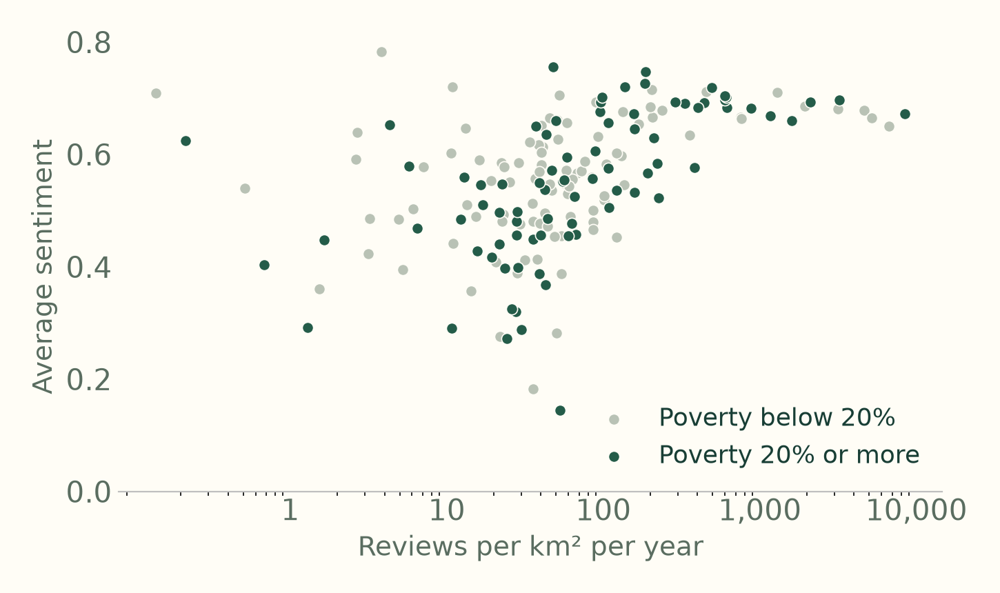 0.8
0.6
0.4
0.2
0.0
Average sentiment
Poverty below 20%
Poverty 20% or more
1 10 100 1,000 10,000
Reviews per km² per year